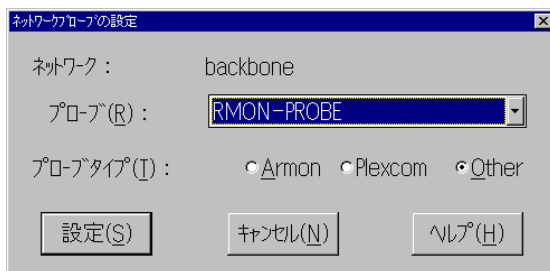 ﾈｯﾄﾜｰｸﾌﾟﾛｰﾌﾞの設定
ﾈｯﾄﾜｰｸ： backbone
ﾌﾟﾛｰﾌﾞ(R)： RMON-PROBE
ﾌﾟﾛｰﾌﾞﾀｲﾌﾟ(T)： Armon Plexcom Other
設定(S) ｷｬﾝｾﾙ(N) ﾍﾙﾌﾟ(H)